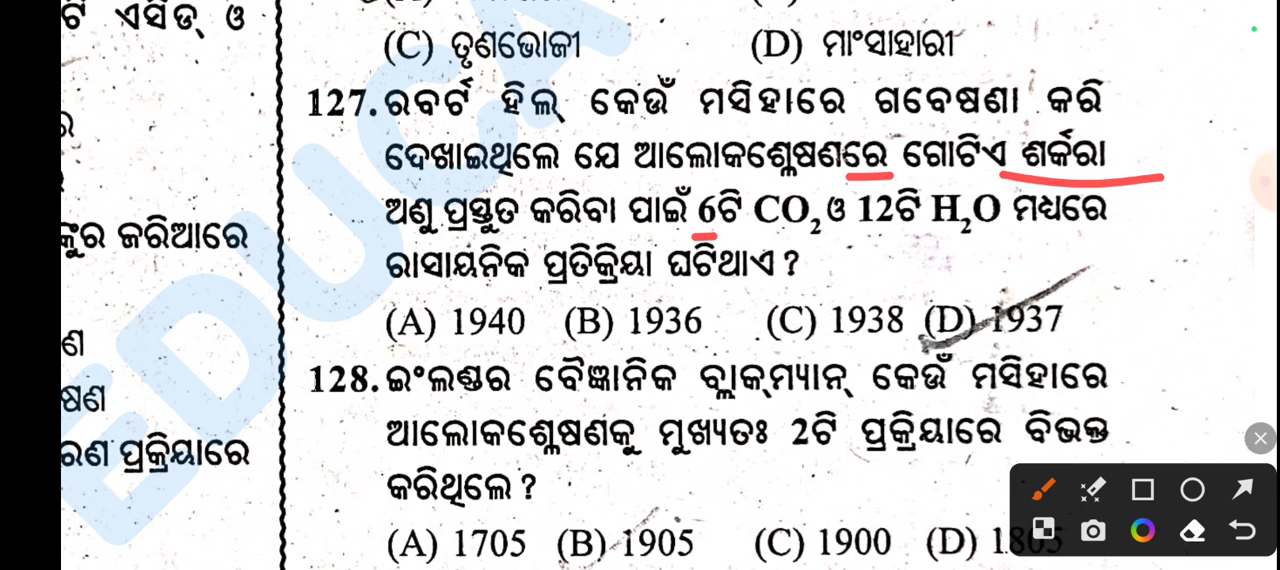 ଟି ଏସିଡ୍ ଓ
ଙ୍କୁର ଜରିଆରେ
ଣ
ଷଣ
ରଣ ପ୍ରକ୍ରିୟାରେ
(C) ତୃଣଭୋଜୀ (D) ମାଂସାହାରୀ
127. ରବର୍ଟ ହିଲ୍ କେଉଁ ମସିହାରେ ଗବେଷଣା କରି
ଦେଖାଇଥିଲେ ଯେ ଆଲୋକଶ୍ଳେଷଣରେ ଗୋଟିଏ ଶର୍କରା
ଅଣୁ ପ୍ରସ୍ତୁତ କରିବା ପାଇଁ 6ଟି CO₂ ଓ 12ଟି H₂O ମଧ୍ୟରେ
ରାସାୟନିକ ପ୍ରତିକ୍ରିୟା ଘଟିଥାଏ ?
(A) 1940 (B) 1936 (C) 1938 (D) 1937
128. ଇଂଲଣ୍ଡର ବୈଜ୍ଞାନିକ ବ୍ଲାକ୍‌ମ୍ୟାନ୍ କେଉଁ ମସିହାରେ
ଆଲୋକଶ୍ଳେଷଣକୁ ମୁଖ୍ୟତଃ 2ଟି ପ୍ରକ୍ରିୟାରେ ବିଭକ୍ତ
କରିଥିଲେ ?
(A) 1705 (B) 1905 (C) 1900 (D) 1805
EDUCA